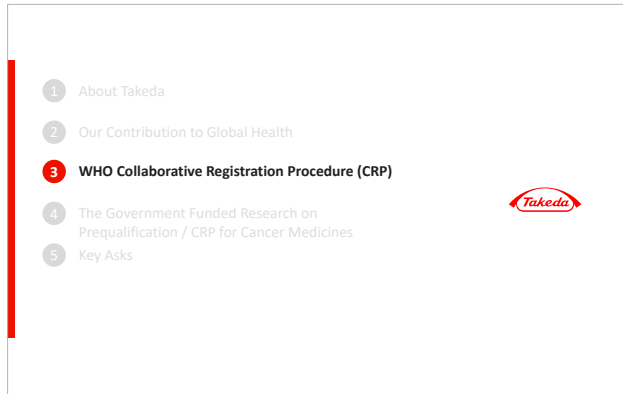 1 About Takeda
2 Our Contribution to Global Health
3 WHO Collaborative Registration Procedure (CRP)
Takeda
4 The Government Funded Research on
Prequalification / CRP for Cancer Medicines
5 Key Asks